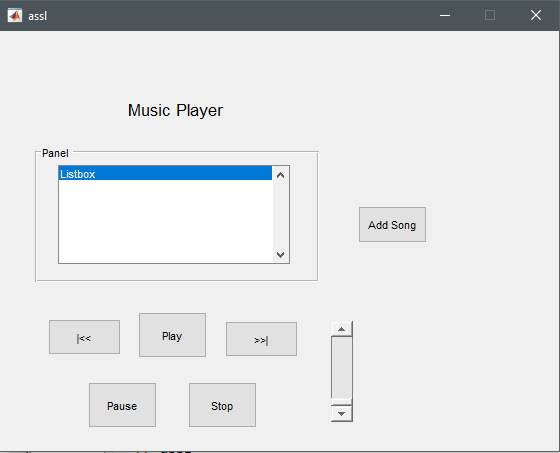 assl
Music Player
Panel
Listbox
Add Song
|<<
Play
>>|
Pause
Stop